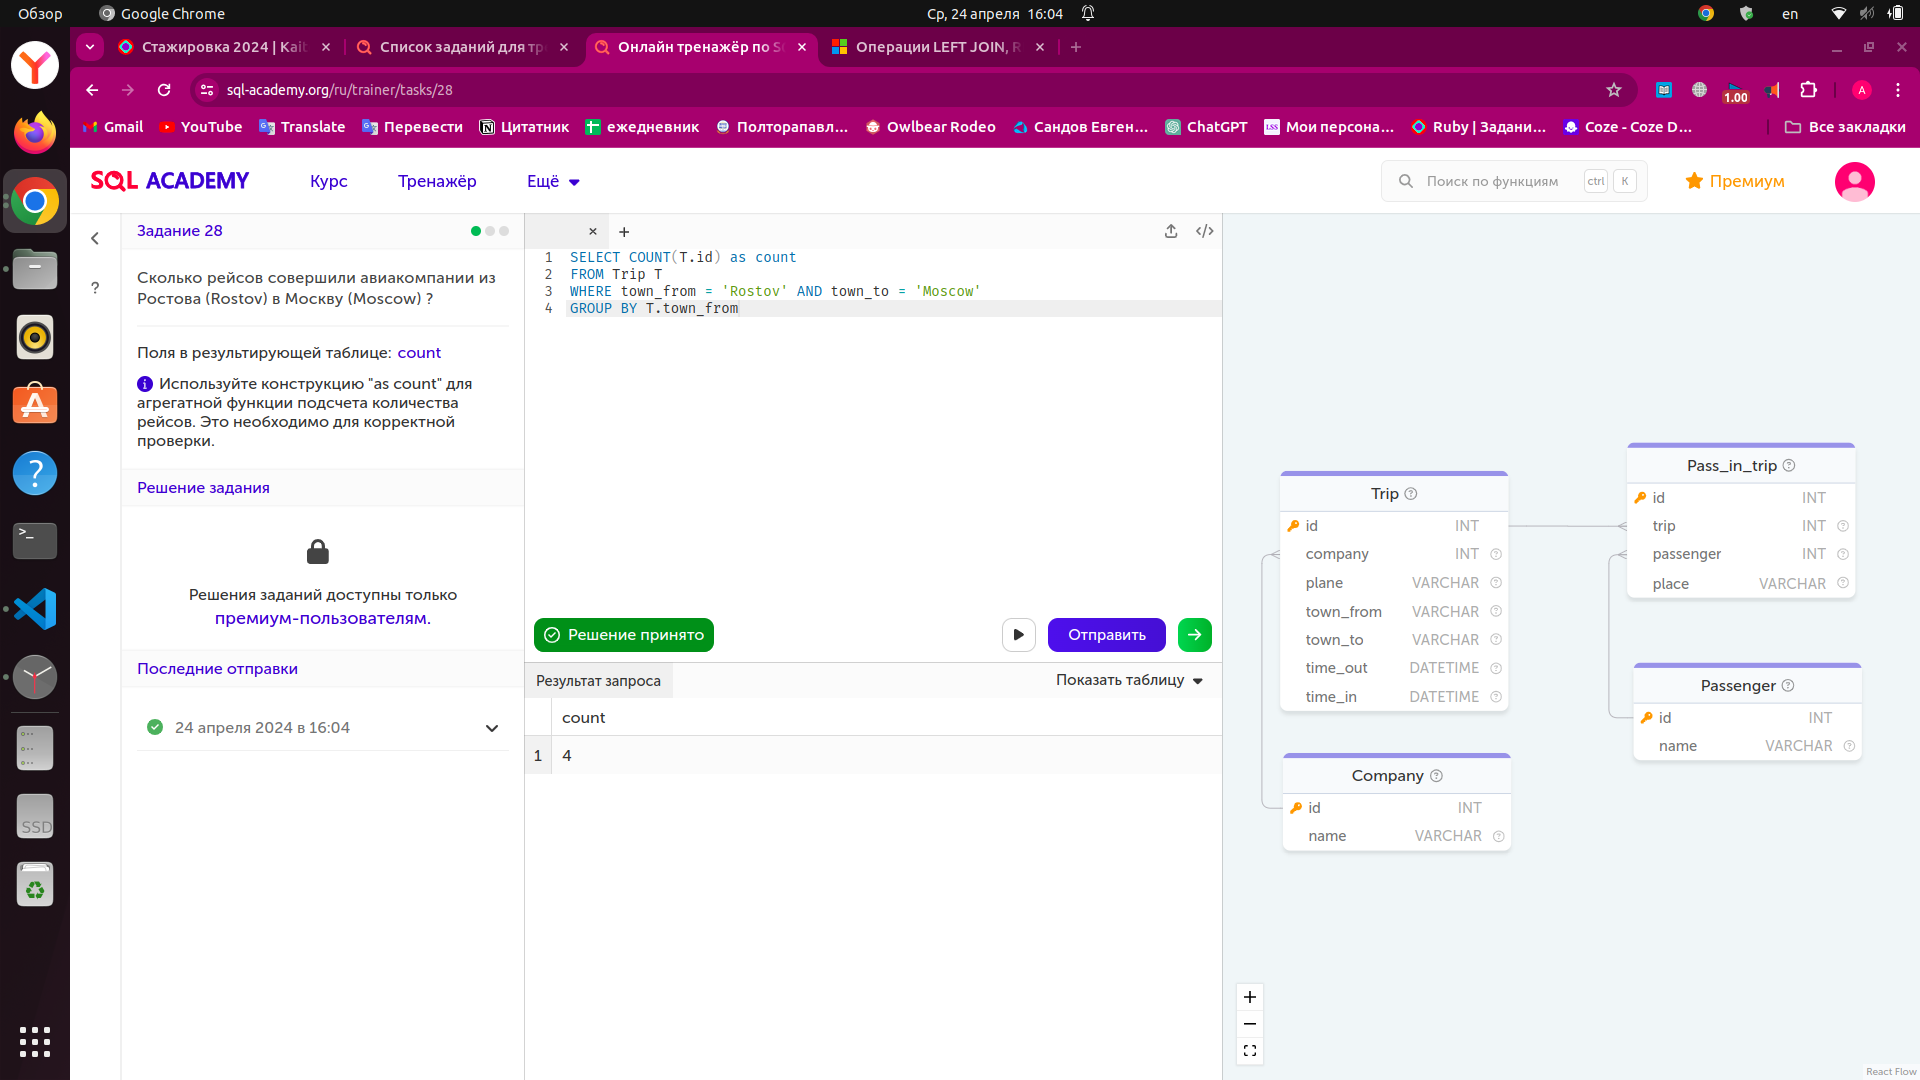 Обзор
Google Chrome
Ср, 24 апреля 16:04
en
Стажировка 2024 | Kait
Список заданий для тр
Онлайн тренажёр по S
Операции LEFT JOIN, R
sql-academy.org/ru/trainer/tasks/28
1.00
A
Gmail
YouTube
Translate
Перевести
Цитатник
ежедневник
Полторапавл...
Owlbear Rodeo
Сандов Евген...
ChatGPT
Мои персона...
Ruby | Задани...
Coze - Coze D...
Все закладки
SQL ACADEMY
Курс
Тренажёр
Ещё
Поиск по функциям
ctrl
K
Премиум
Задание 28
Сколько рейсов совершили авиакомпании из
Ростова (Rostov) в Москву (Moscow) ?
Поля в результирующей таблице: count
Используйте конструкцию "as count" для
агрегатной функции подсчета количества
рейсов. Это необходимо для корректной
проверки.
Решение задания
Решения заданий доступны только
премиум-пользователям.
Последние отправки
24 апреля 2024 в 16:04
1 SELECT COUNT(T.id) as count
2 FROM Trip T
3 WHERE town_from = 'Rostov' AND town_to = 'Moscow'
4 GROUP BY T.town_from
Решение принято
Отправить
Результат запроса
Показать таблицу
count
1 4
Trip
id INT
company INT
plane VARCHAR
town_from VARCHAR
town_to VARCHAR
time_out DATETIME
time_in DATETIME
Company
id INT
name VARCHAR
Pass_in_trip
id INT
trip INT
passenger INT
place VARCHAR
Passenger
id INT
name VARCHAR
SSD
React Flow